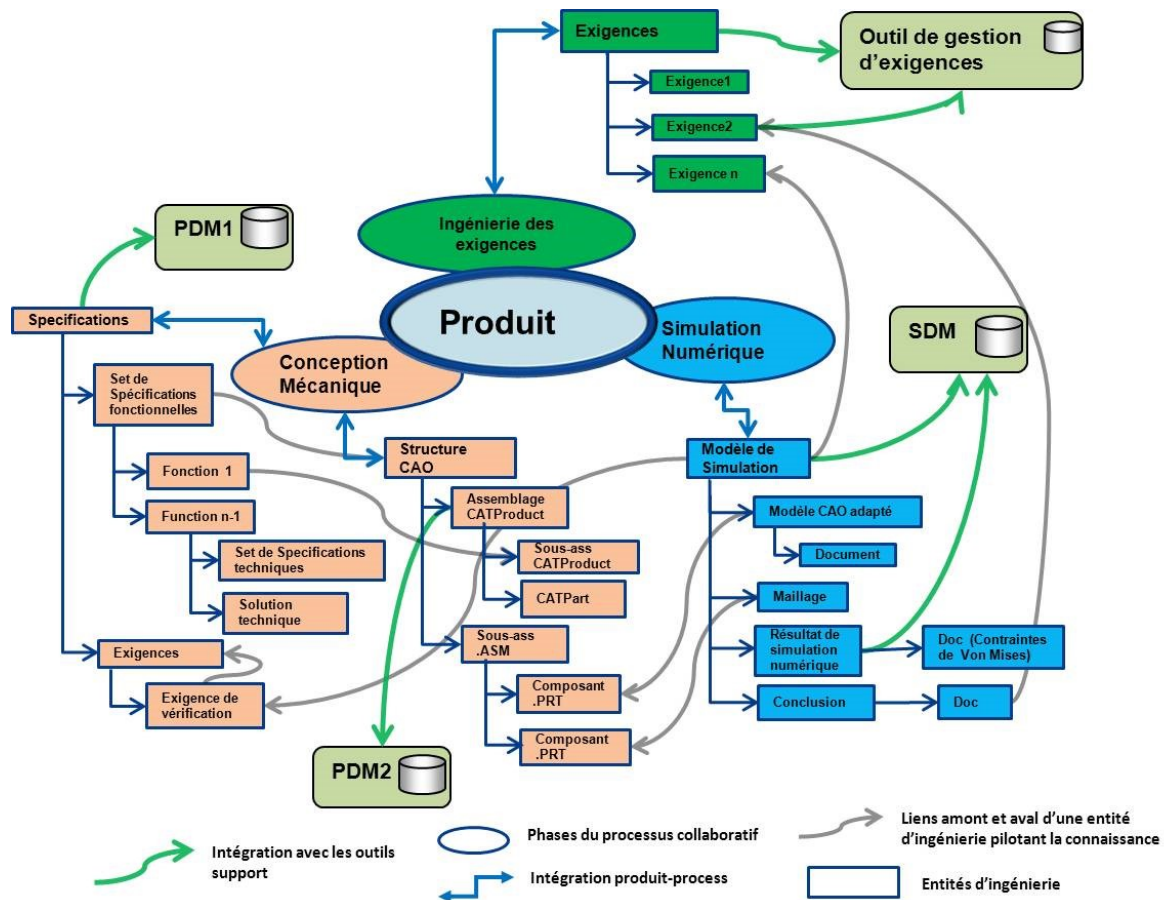 Exigences
Outil de gestion
d'exigences
Exigence1
Exigence2
Exigence n
Ingénierie des
exigences
PDM1
Specifications
Produit
Simulation
Numérique
SDM
Conception
Mécanique
Set de
Spécifications
fonctionnelles
Structure
CAO
Modèle de
Simulation
Fonction 1
Assemblage
CATProduct
Modèle CAO adapté
Function n-1
Sous-ass
CATProduct
Document
Set de Specifications
techniques
CATPart
Maillage
Solution
technique
Sous-ass
.ASM
Résultat de
simulation
numérique
Doc (Contraintes
de Von Mises)
Exigences
Composant
.PRT
Exigence de
vérification
Conclusion
Doc
Composant
.PRT
PDM2
Intégration avec les outils
support
Phases du processus collaboratif
Liens amont et aval d'une entité
d'ingénierie pilotant la connaissance
Intégration produit-process
Entités d'ingénierie